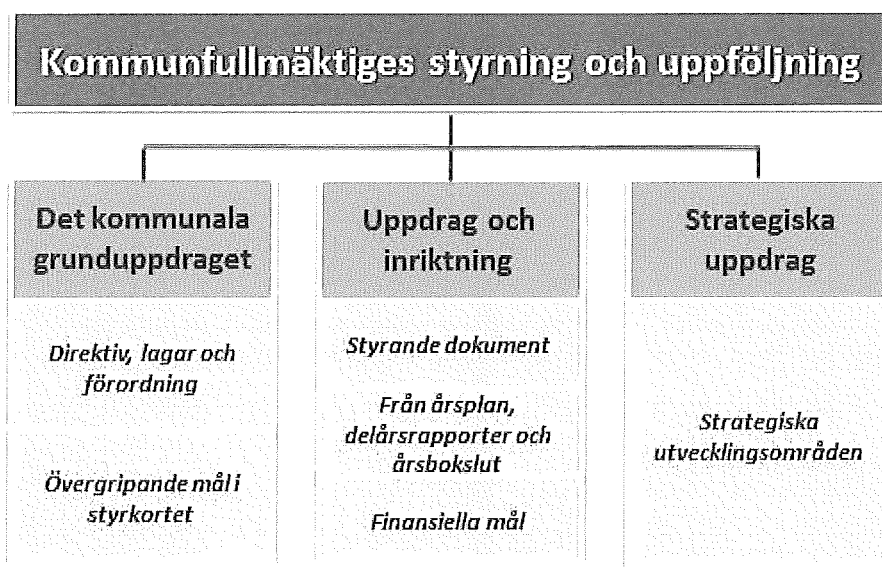 Kommunfullmäktiges styrning och uppföljning
Det kommunala
grunduppdraget
Direktiv, lagar och
förordning
Övergripande mål i
styrkortet
Uppdrag och
inriktning
Styrande dokument
Från årsplan,
delårsrapporter och
årsbokslut
Finansiella mål
Strategiska
uppdrag
Strategiska
utvecklingsområden